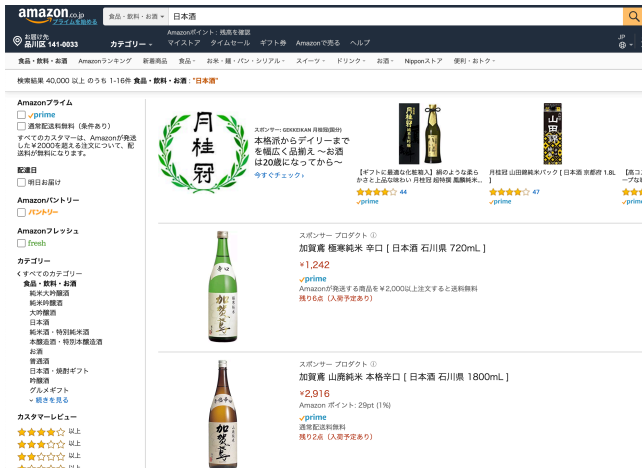 amazon.co.jp
プライムを始める
食品・飲料・お酒
日本酒
お届け先
品川区 141-0033
カテゴリー
Amazonポイント: 残高を確認
マイストア タイムセール ギフト券 Amazonで売る ヘルプ
JP
食品・飲料・お酒 Amazonランキング 新着商品 食品 お米・麺・パン・シリアル スイーツ ドリンク お酒 Nipponストア 便利・おトク
検索結果 40,000 以上 のうち 1-16件 食品・飲料・お酒 : "日本酒"
Amazonプライム
prime
通常配送料無料（条件あり）
すべてのカスタマーは、Amazonが発送
した￥2000を超える注文について、配
送料が無料になります。
配達日
明日お届け
Amazonパントリー
パントリー
Amazonフレッシュ
fresh
カテゴリー
すべてのカテゴリー
食品・飲料・お酒
純米大吟醸酒
純米吟醸酒
大吟醸酒
日本酒
純米酒・特別純米酒
本醸造酒・特別本醸造酒
お酒
普通酒
日本酒・焼酎ギフト
吟醸酒
グルメギフト
続きを見る
カスタマーレビュー
以上
以上
以上
月桂冠
スポンサー: GEKKEIKAN 月桂冠(国分)
本格派からデイリーまで
を幅広く品揃え ～お酒
は20歳になってから～
今すぐチェック›
月桂冠
【ギフトに最適な化粧箱入】絹のような柔ら
かさと上品な味わい 月桂冠 超特撰 鳳麟純米...
44
prime
山田錦
月桂冠 山田錦純米パック [ 日本酒 京都府 1.8L
47
prime
スポンサー プロダクト
加賀鳶 極寒純米 辛口 [ 日本酒 石川県 720mL ]
￥1,242
prime
Amazonが発送する商品を￥2,000以上注文すると送料無料
残り6点（入荷予定あり）
辛口
加賀鳶
スポンサー プロダクト
加賀鳶 山廃純米 本格辛口 [ 日本酒 石川県 1800mL ]
￥2,916
Amazon ポイント: 29pt (1%)
prime
通常配送料無料
残り2点（入荷予定あり）
加賀鳶